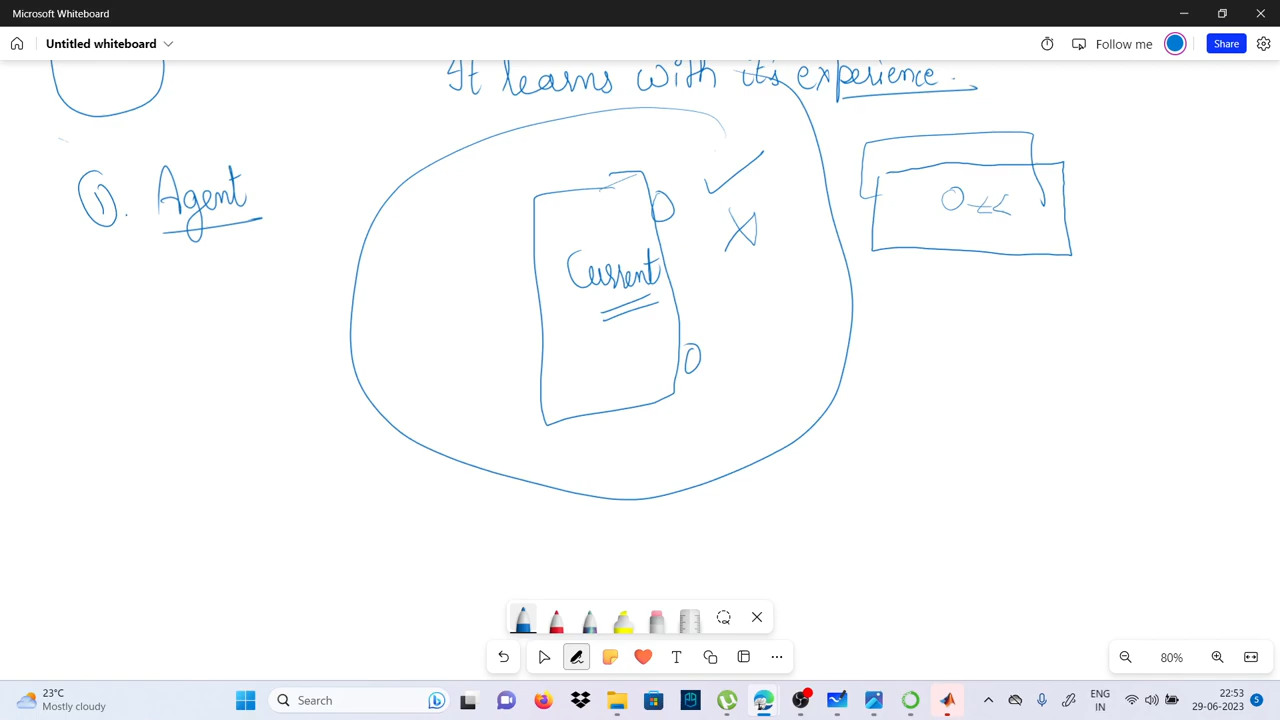 Microsoft Whiteboard
Untitled whiteboard
Follow me
Share
It learns with it's experience.
①. Agent
Current
80%
23°C
Mostly cloudy
Search
ENG
IN
22:53
29-06-2023
5